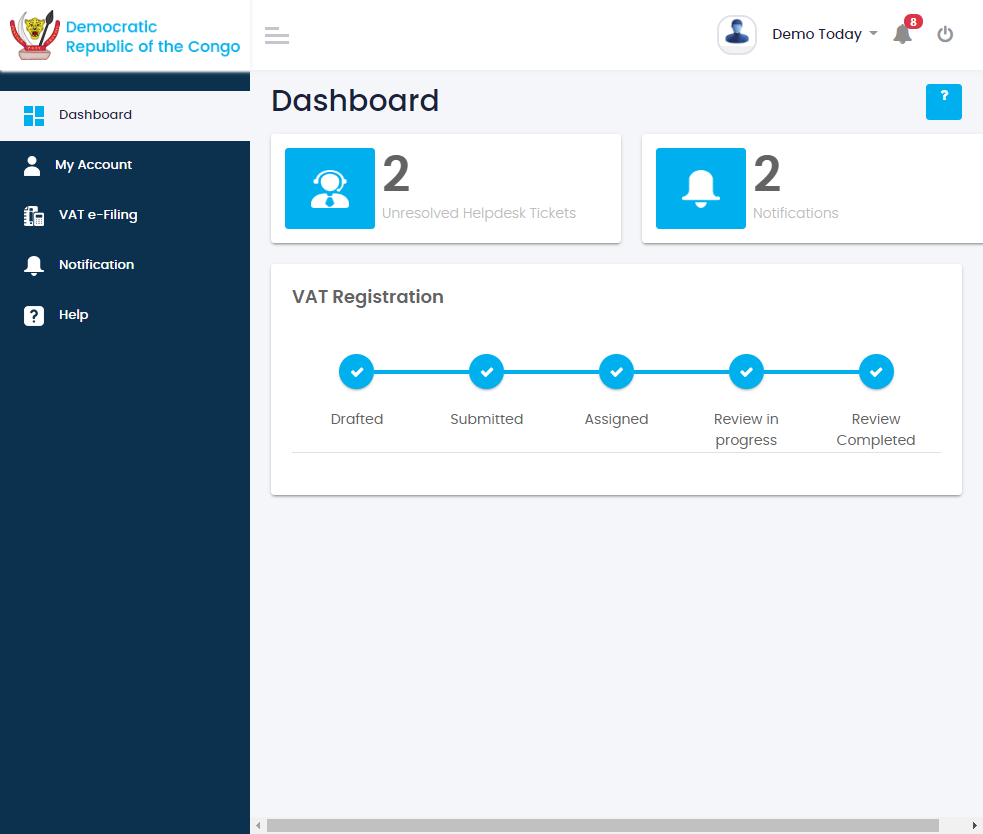 Democratic
Republic of the Congo
Demo Today
8
Dashboard
My Account
VAT e-Filing
Notification
?
Help
Dashboard
?
2
Unresolved Helpdesk Tickets
2
Notifications
VAT Registration
Drafted
Submitted
Assigned
Review in
progress
Review
Completed